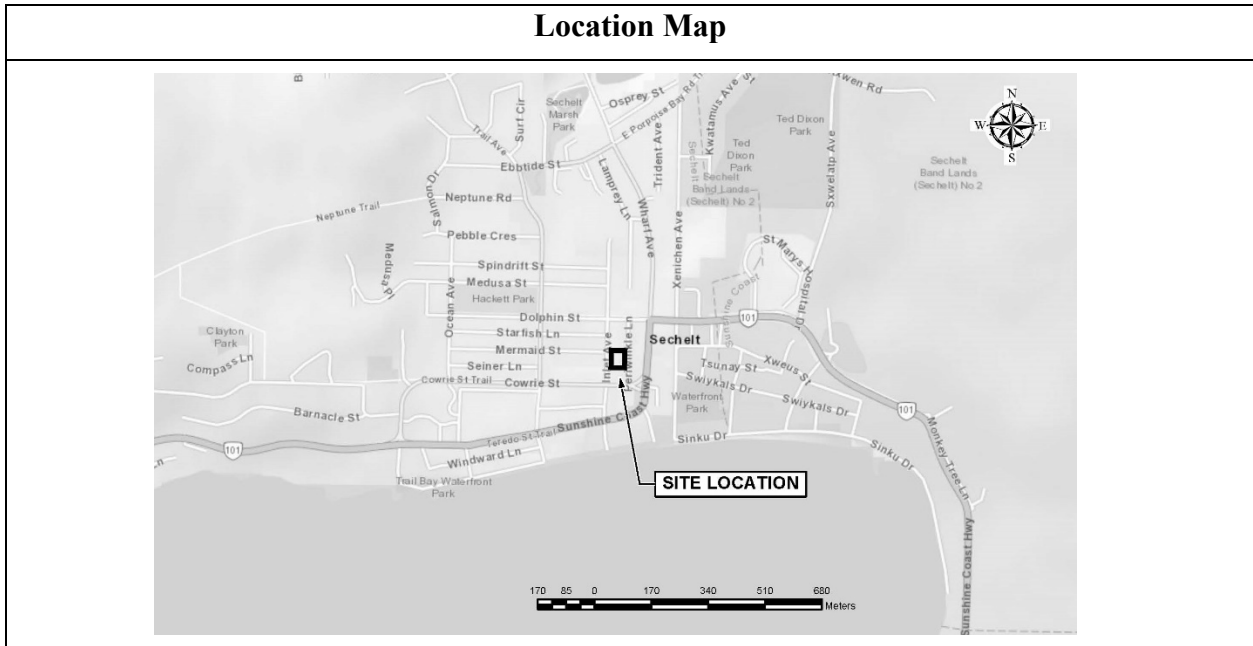 Location Map
N
W
E
S
Osprey St
Sechelt
Marsh
Park
Surf Cir
Trail Ave
E Porpoise Bay Rd
Kwatamus Ave
Ted Dixon
Park
Ted
Dixon
Park
Sechelt
Sechelt
Band Lands
(Sechelt) No 2
Sechelt
Band Lands
(Sechelt) No 2
Sxwelatp Ave
Ebbtide St
Lamprey Ln
Trident Ave
Wharf Ave
Xenichen Ave
Salmon Dr
Neptune Rd
Neptune Trail
Pebble Cres
Spindrift St
Medusa St
Medusa Pl
Hackett Park
St Marys H
Hospital Dr
Sunshine Coast
Ocean Ave
Dolphin St
Starfish Ln
Mermaid St
Seiner Ln
Inlet Ave
Periwinkle Ln
Sechelt
101
Clayton
Park
Compass Ln
Cowrie St Trail
Cowrie St
Tsunay St
Xweus St
Swiykals Dr
Swiykals Dr
Waterfront
Park
Barnacle St
101
Teredo St Trail
Sunshine Coast Hwy
Sinku Dr
Sinku Dr
101
Monkey Tree Ln
Windward Ln
Trail Bay Waterfront
Park
SITE LOCATION
170 85 0 170 340 510 680
Meters
Sunshine Coast Hwy